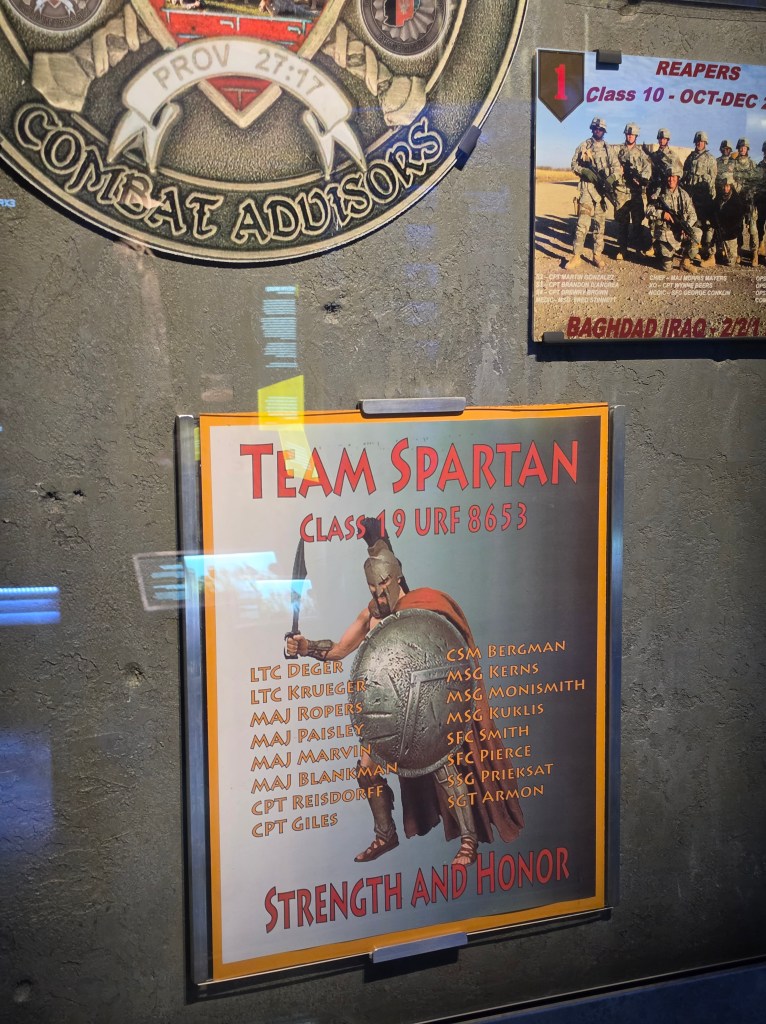 PROV 27:17
COMBAT ADVISORS
1
REAPERS
Class 10 - OCT-DEC
BAGHDAD IRAQ - 2/21
TEAM SPARTAN
CLASS 19 URF 8653
LTC DEGER
LTC KRUEGER
MAJ ROPERS
MAJ PAISLEY
MAJ MARVIN
MAJ BLANKMAN
CPT REISDORFF
CPT GILES
CSM BERGMAN
MSG KERNS
MSG MONISMITH
MSG KUKLIS
SFC SMITH
SFC PIERCE
SSG PRIEKSAT
SGT ARMON
STRENGTH AND HONOR